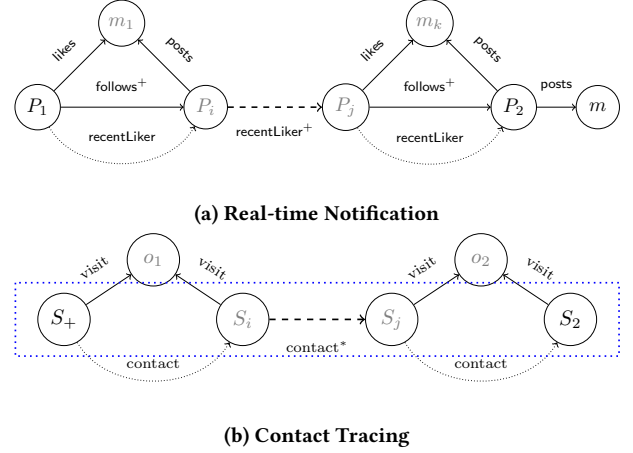 m₁
likes
posts
follows⁺
P₁
Pᵢ
recentLiker
recentLiker⁺
mₖ
likes
posts
follows⁺
Pⱼ
P₂
posts
m
recentLiker
(a) Real-time Notification
o₁
visit
visit
S₊
Sᵢ
contact
contact*
o₂
visit
visit
Sⱼ
S₂
contact
(b) Contact Tracing